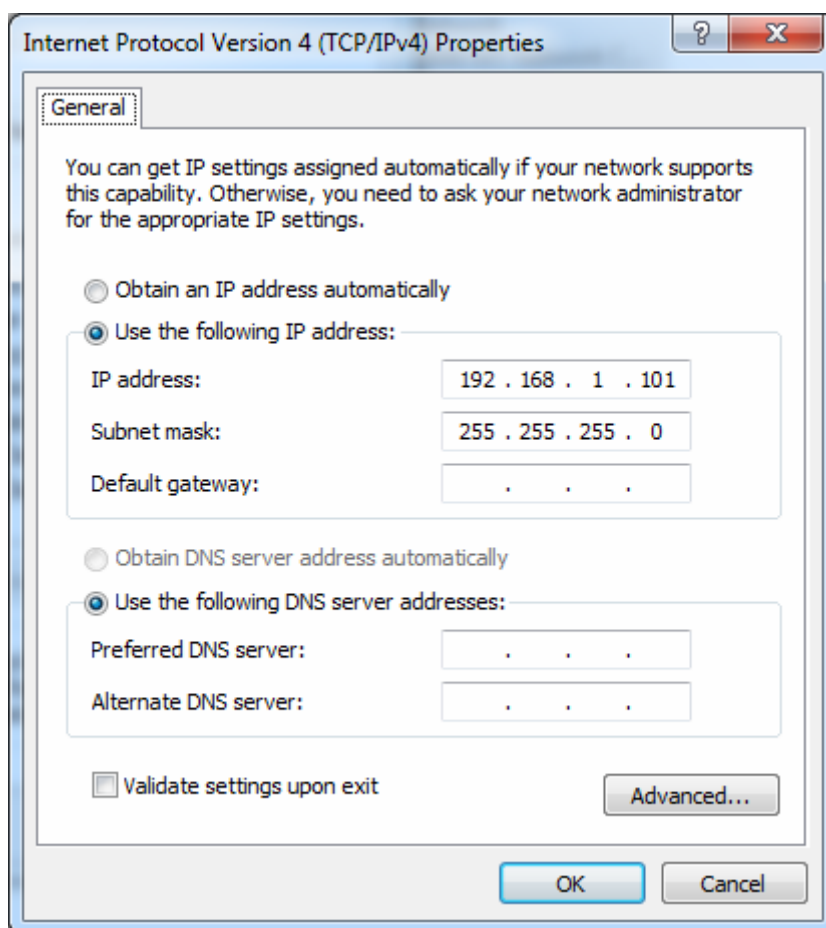 Internet Protocol Version 4 (TCP/IPv4) Properties
General
You can get IP settings assigned automatically if your network supports
this capability. Otherwise, you need to ask your network administrator
for the appropriate IP settings.
Obtain an IP address automatically
Use the following IP address:
IP address: 192 . 168 . 1 . 101
Subnet mask: 255 . 255 . 255 . 0
Default gateway: . . .
Obtain DNS server address automatically
Use the following DNS server addresses:
Preferred DNS server: . . .
Alternate DNS server: . . .
Validate settings upon exit
Advanced...
OK Cancel